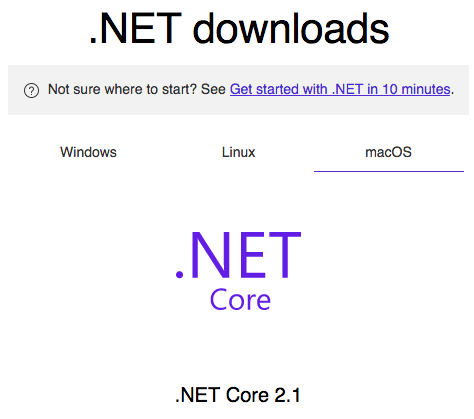 .NET downloads
Not sure where to start? See Get started with .NET in 10 minutes.
Windows
Linux
macOS
.NET
Core
.NET Core 2.1